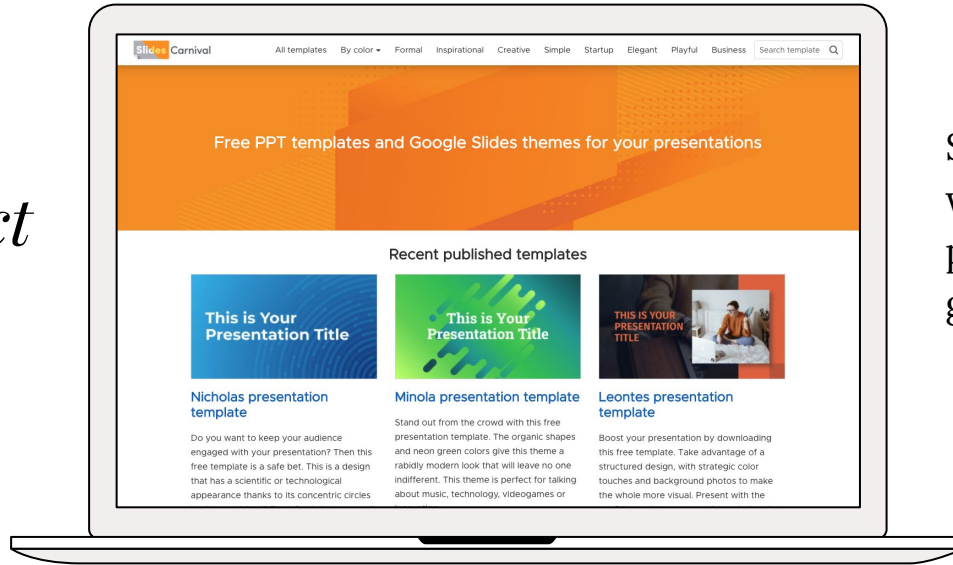 Slides Carnival
All templates By color Formal Inspirational Creative Simple Startup Elegant Playful Business Search template
Free PPT templates and Google Slides themes for your presentations
Recent published templates
This is Your
Presentation Title
This is Your
Presentation Title
THIS IS YOUR
PRESENTATION
TITLE
Nicholas presentation
template
Do you want to keep your audience
engaged with your presentation? Then this
free template is a safe bet. This is a design
that has a scientific or technological
appearance thanks to its concentric circles
Minola presentation template
Stand out from the crowd with this free
presentation template. The organic shapes
and neon green colors give this theme a
rabidly modern look that will leave no one
indifferent. This theme is perfect for talking
about music, technology, videogames or
Leontes presentation
template
Boost your presentation by downloading
this free template. Take advantage of a
structured design, with strategic color
touches and background photos to make
the whole more visual. Present with the